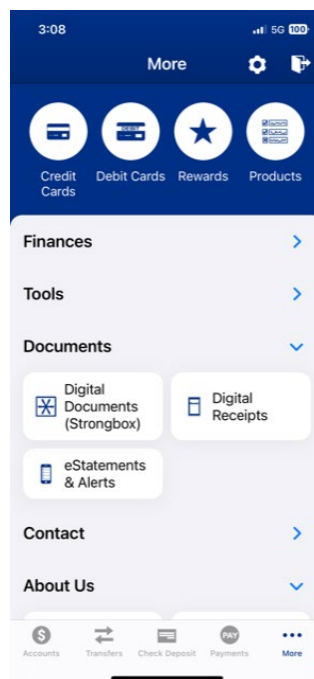 3:08
5G 100
More
DEBIT
Credit
Cards
Debit Cards
Rewards
Products
Finances
Tools
Documents
Digital
Documents
(Strongbox)
Digital
Receipts
eStatements
& Alerts
Contact
About Us
PAY
Accounts
Transfers
Check Deposit
Payments
More